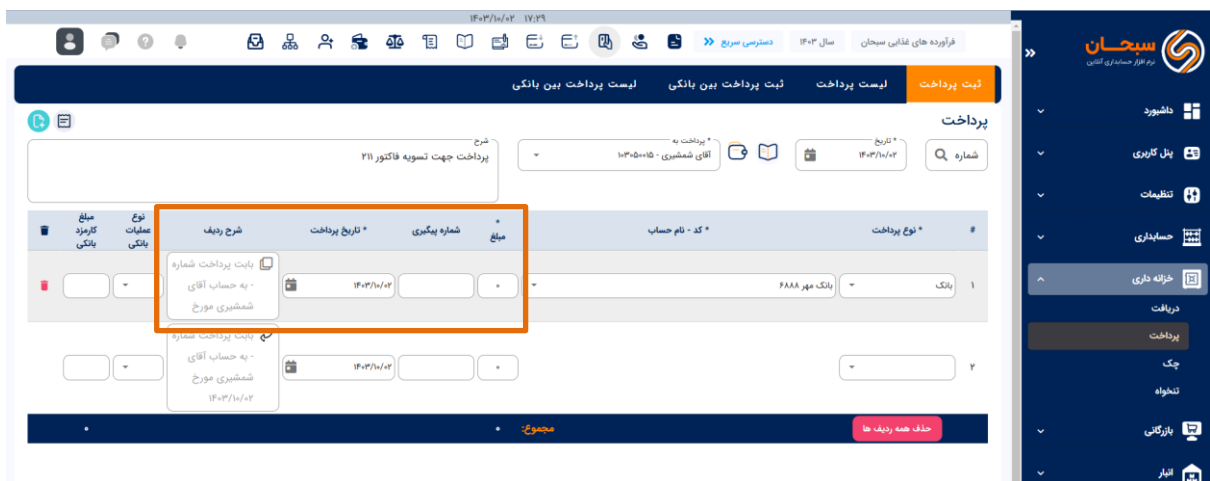 ۱۴۰۳/۱۰/۰۲ ۱۷:۲۹
سبحـــان
نرم افزار حسابداری آنلاین
فرآورده های غذایی سبحان
سال ۱۴۰۳
دسترسی سریع
ثبت پرداخت
لیست پرداخت
ثبت پرداخت بین بانکی
لیست پرداخت بین بانکی
پرداخت
شماره
* تاریخ
۱۴۰۳/۱۰/۰۲
* پرداخت به
آقای شمشیری - ۱۰۳۰۵۰۰۱۵
شرح
پرداخت جهت تسویه فاکتور ۲۱۱
#
* نوع پرداخت
* کد - نام حساب
* مبلغ
شماره پیگیری
* تاریخ پرداخت
شرح ردیف
نوع عملیات بانکی
مبلغ کارمزد بانکی
۱
بانک
بانک مهر ۶۸۸۸
۰
۱۴۰۳/۱۰/۰۲
بابت پرداخت شماره
- به حساب آقای
شمشیری مورخ
۲
۰
۱۴۰۳/۱۰/۰۲
بابت پرداخت شماره
- به حساب آقای
شمشیری مورخ
۱۴۰۳/۱۰/۰۲
حذف همه ردیف ها
مجموع:
۰
۰
داشبورد
پنل کاربری
تنظیمات
حسابداری
خزانه داری
دریافت
پرداخت
چک
تنخواه
بازرگانی
انبار